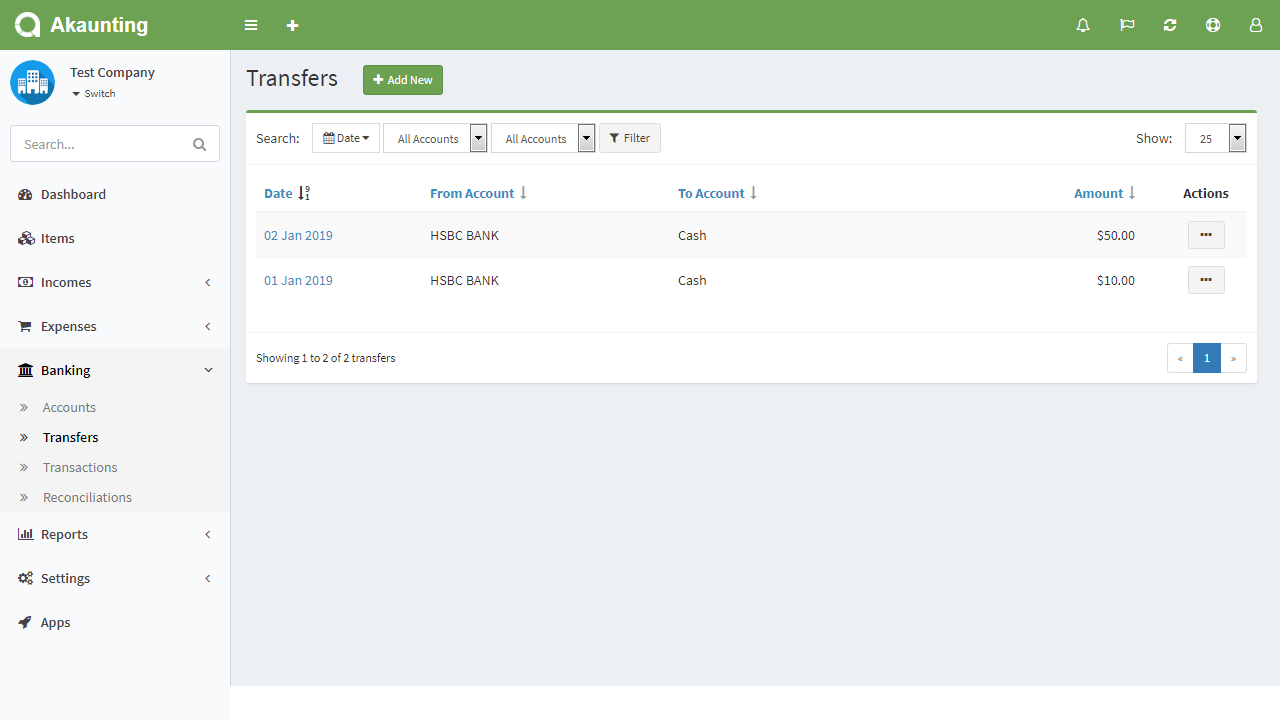 Akaunting
Test Company
Switch
Search...
Dashboard
Items
Incomes
Expenses
Banking
Accounts
Transfers
Transactions
Reconciliations
Reports
Settings
Apps
Transfers
Add New
Search: Date All Accounts All Accounts Filter Show: 25
Date From Account To Account Amount Actions
02 Jan 2019 HSBC BANK Cash $50.00
01 Jan 2019 HSBC BANK Cash $10.00
Showing 1 to 2 of 2 transfers
« 1 »